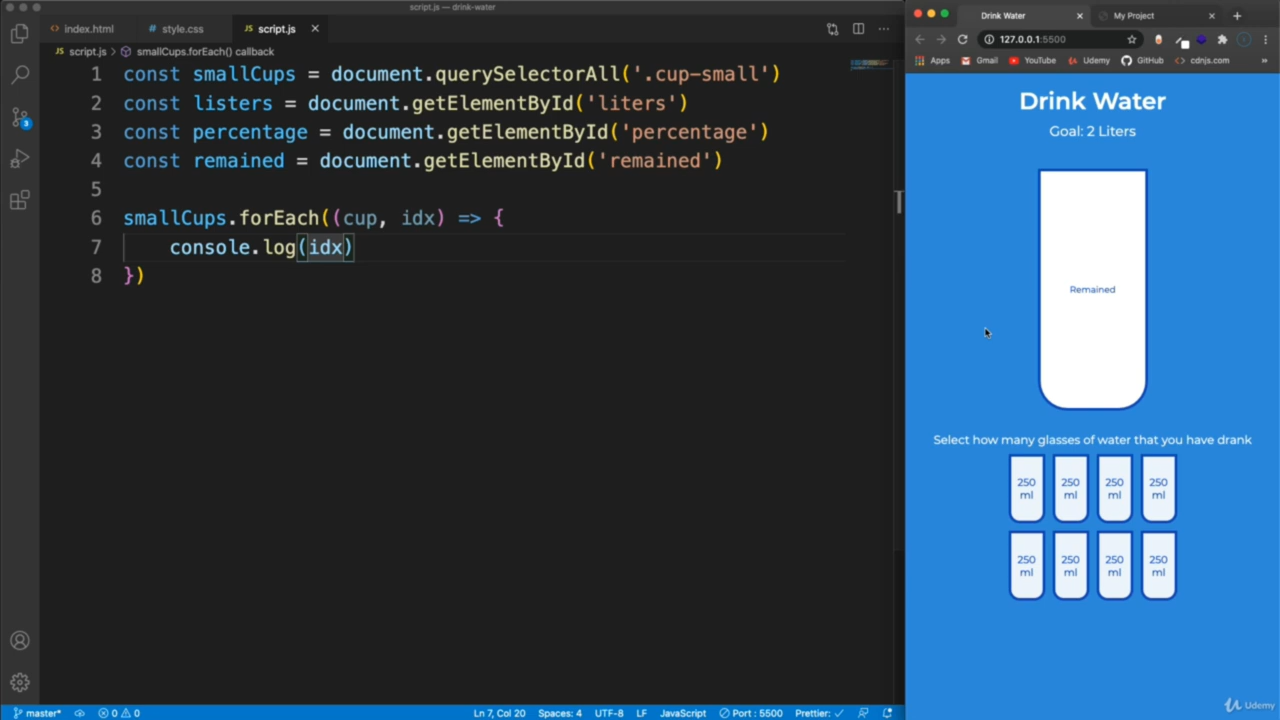 script.js — drink-water
index.html
style.css
script.js
script.js > smallCups.forEach() callback
1 const smallCups = document.querySelectorAll('.cup-small')
2 const listers = document.getElementById('liters')
3 const percentage = document.getElementById('percentage')
4 const remained = document.getElementById('remained')
5
6 smallCups.forEach((cup, idx) => {
7 console.log(idx)
8 })
3
master*
0 0
Ln 7, Col 20
Spaces: 4
UTF-8
LF
JavaScript
Port : 5500
Prettier: ✓
Drink Water
My Project
127.0.0.1:5500
Apps
Gmail
YouTube
Udemy
GitHub
cdnjs.com
»
Drink Water
Goal: 2 Liters
Remained
Select how many glasses of water that you have drank
250 250 250 250
ml ml ml ml
250 250 250 250
ml ml ml ml
Udemy